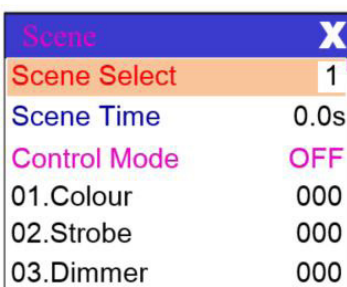 Scene X
Scene Select 1
Scene Time 0.0s
Control Mode OFF
01.Colour 000
02.Strobe 000
03.Dimmer 000